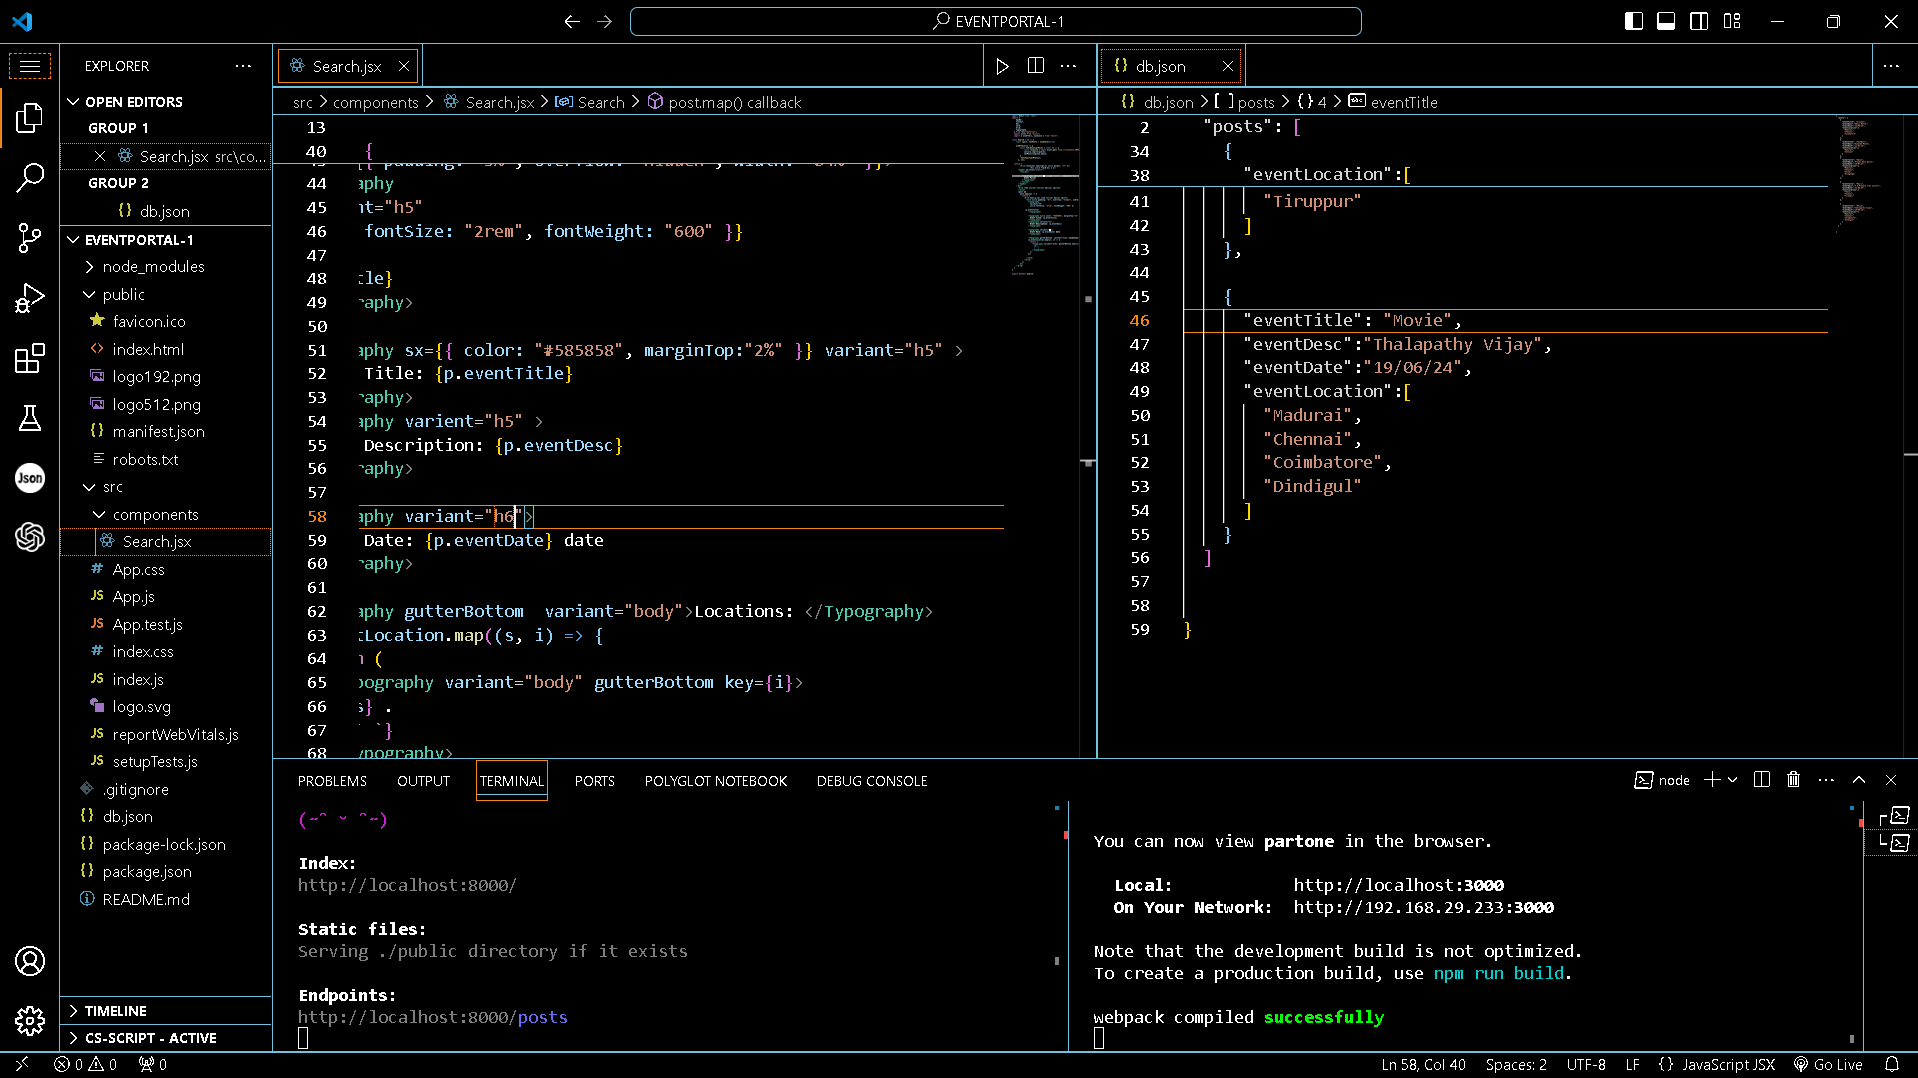 EVENTPORTAL-1
EXPLORER
OPEN EDITORS
GROUP 1
Search.jsx src\co...
GROUP 2
db.json
EVENTPORTAL-1
node_modules
public
favicon.ico
index.html
logo192.png
logo512.png
manifest.json
robots.txt
src
components
Search.jsx
App.css
App.js
App.test.js
index.css
index.js
logo.svg
reportWebVitals.js
setupTests.js
.gitignore
db.json
package-lock.json
package.json
README.md
TIMELINE
CS-SCRIPT - ACTIVE
Json
Search.jsx
src > components > Search.jsx > Search > post.map() callback
13
40 {
44 aphy
45 nt="h5"
46 fontSize: "2rem", fontWeight: "600" }}
47
48 tle}
49 raphy>
50
51 aphy sx={{ color: "#585858", marginTop:"2%" }} variant="h5" >
52 Title: {p.eventTitle}
53 raphy>
54 aphy varient="h5" >
55 Description: {p.eventDesc}
56 raphy>
57
58 aphy variant="h6">
59 Date: {p.eventDate} date
60 raphy>
61
62 aphy gutterBottom  variant="body">Locations: </Typography>
63 tLocation.map((s, i) => {
64 n (
65 pography variant="body" gutterBottom key={i}>
66 s} .
67 ` `}
68 ypography>
db.json
db.json > [ ] posts > {} 4 > eventTitle
2 "posts": [
34 {
38 "eventLocation":[
41 "Tiruppur"
42 ]
43 },
44
45 {
46 "eventTitle": "Movie",
47 "eventDesc":"Thalapathy Vijay",
48 "eventDate":"19/06/24",
49 "eventLocation":[
50 "Madurai",
51 "Chennai",
52 "Coimbatore",
53 "Dindigul"
54 ]
55 }
56 ]
57
58
59 }
PROBLEMS OUTPUT TERMINAL PORTS POLYGLOT NOTEBOOK DEBUG CONSOLE
node
(~ˆ ˘ ˆ~)
Index:
http://localhost:8000/
Static files:
Serving ./public directory if it exists
Endpoints:
http://localhost:8000/posts
You can now view partone in the browser.
Local: http://localhost:3000
On Your Network: http://192.168.29.233:3000
Note that the development build is not optimized.
To create a production build, use npm run build.
webpack compiled successfully
0 0 0
Ln 58, Col 40 Spaces: 2 UTF-8 LF {} JavaScript JSX Go Live